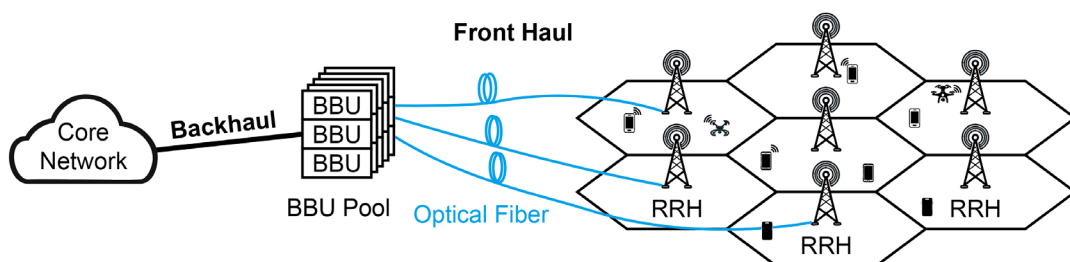 Front Haul
Core
Network
Backhaul
BBU
BBU
BBU
BBU Pool
Optical Fiber
RRH
RRH
RRH